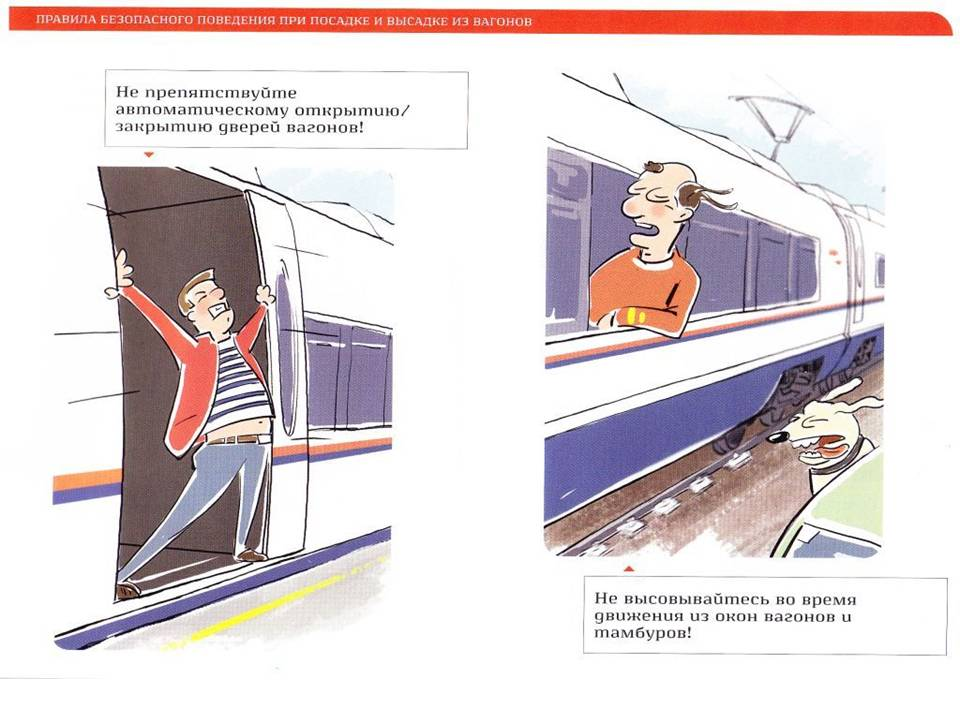 ПРАВИЛА БЕЗОПАСНОГО ПОВЕДЕНИЯ ПРИ ПОСАДКЕ И ВЫСАДКЕ ИЗ ВАГОНОВ
Не препятствуйте
автоматическому открытию/
закрытию дверей вагонов!
Не высовывайтесь во время
движения из окон вагонов и
тамбуров!